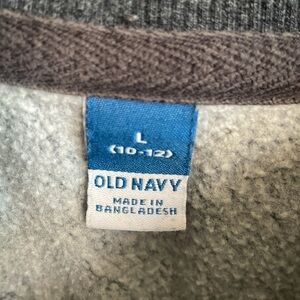 L
(10-12)
OLD NAVY
MADE IN
BANGLADESH